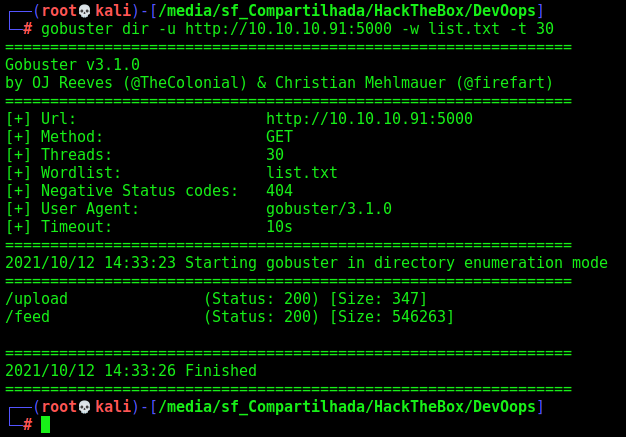 ┌──(root💀kali)-[/media/sf_Compartilhada/HackTheBox/DevOops]
└─# gobuster dir -u http://10.10.10.91:5000 -w list.txt -t 30
===============================================================
Gobuster v3.1.0
by OJ Reeves (@TheColonial) & Christian Mehlmauer (@firefart)
===============================================================
[+] Url:                     http://10.10.10.91:5000
[+] Method:                  GET
[+] Threads:                 30
[+] Wordlist:                list.txt
[+] Negative Status codes:   404
[+] User Agent:              gobuster/3.1.0
[+] Timeout:                 10s
===============================================================
2021/10/12 14:33:23 Starting gobuster in directory enumeration mode
===============================================================
/upload               (Status: 200) [Size: 347]
/feed                 (Status: 200) [Size: 546263]

===============================================================
2021/10/12 14:33:26 Finished
===============================================================
┌──(root💀kali)-[/media/sf_Compartilhada/HackTheBox/DevOops]
└─#